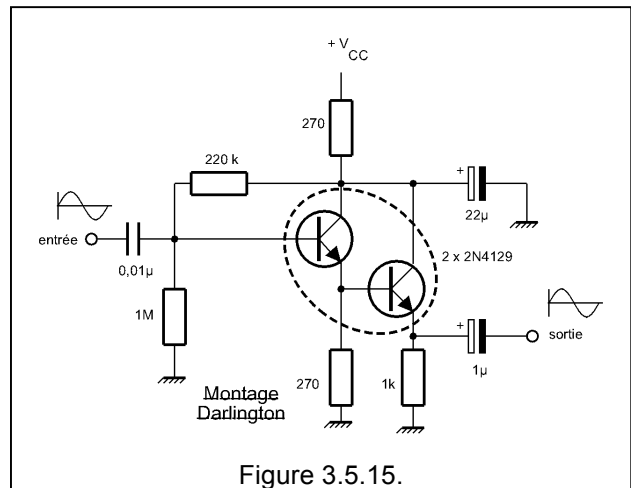 + V
CC
270
220 k
+
22µ
entrée
0,01µ
2 x 2N4129
1M
+
sortie
1µ
270
1k
Montage
Darlington
Figure 3.5.15.